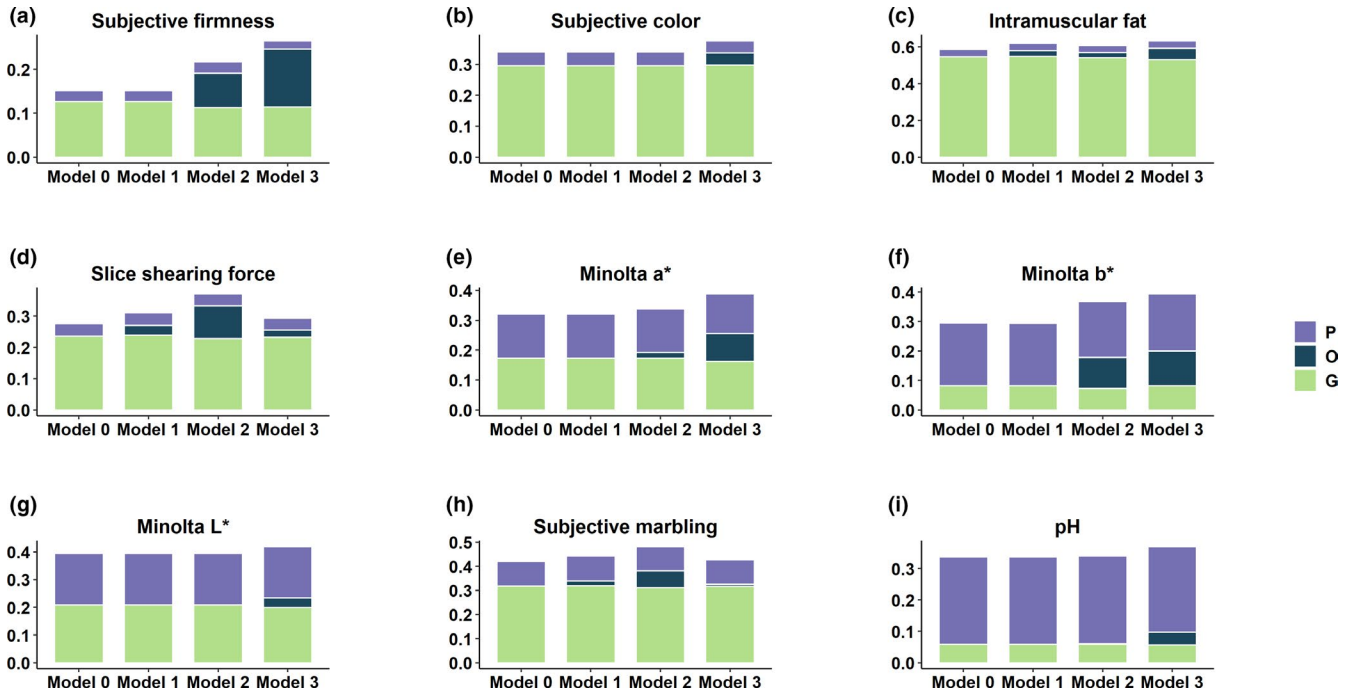 (a) Subjective firmness
0.2
0.1
0.0
Model 0 Model 1 Model 2 Model 3
(b) Subjective color
0.3
0.2
0.1
0.0
Model 0 Model 1 Model 2 Model 3
(c) Intramuscular fat
0.6
0.4
0.2
0.0
Model 0 Model 1 Model 2 Model 3
(d) Slice shearing force
0.3
0.2
0.1
0.0
Model 0 Model 1 Model 2 Model 3
(e) Minolta a*
0.4
0.3
0.2
0.1
0.0
Model 0 Model 1 Model 2 Model 3
(f) Minolta b*
0.4
0.3
0.2
0.1
0.0
Model 0 Model 1 Model 2 Model 3
P
O
G
(g) Minolta L*
0.4
0.3
0.2
0.1
0.0
Model 0 Model 1 Model 2 Model 3
(h) Subjective marbling
0.5
0.4
0.3
0.2
0.1
0.0
Model 0 Model 1 Model 2 Model 3
(i) pH
0.3
0.2
0.1
0.0
Model 0 Model 1 Model 2 Model 3